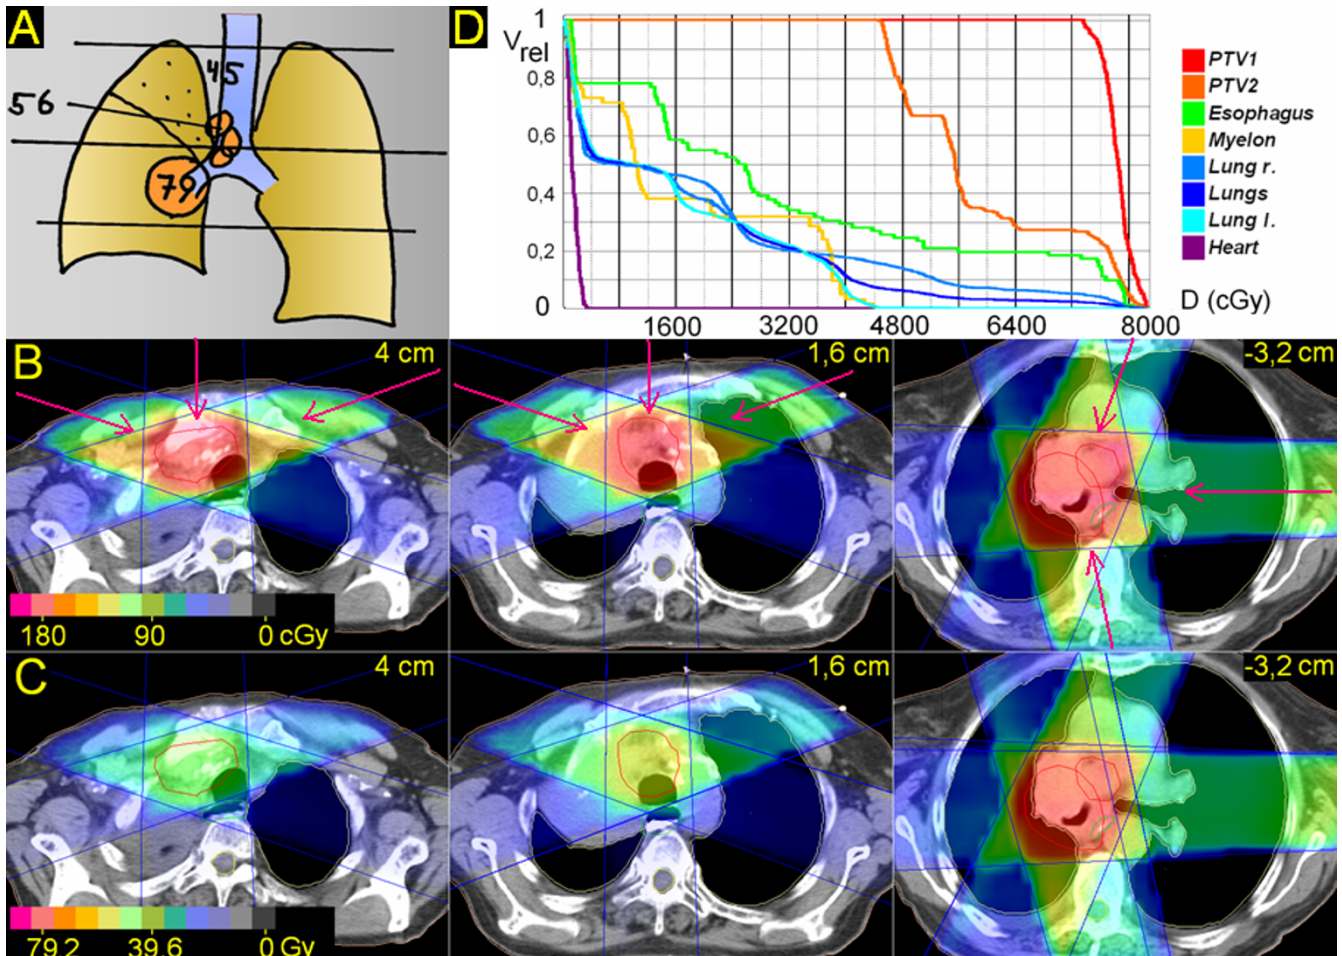 A
45
56
79
D
1
V rel
0,8
0,6
0,4
0,2
0
1600 3200 4800 6400 8000
D (cGy)
PTV1
PTV2
Esophagus
Myelon
Lung r.
Lungs
Lung l.
Heart
B
4 cm
1,6 cm
-3,2 cm
180 90 0 cGy
C
4 cm
1,6 cm
-3,2 cm
79.2 39.6 0 Gy